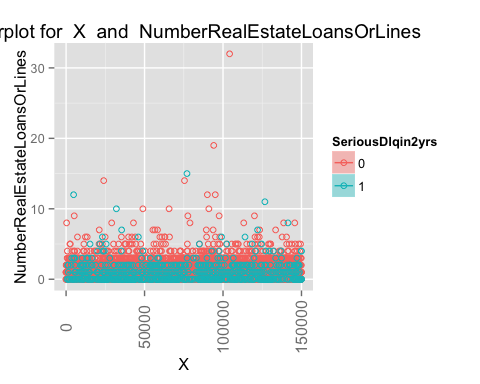 rplot for X and NumberRealEstateLoansOrLines
NumberRealEstateLoansOrLines
30
20
10
0
0
50000
100000
150000
X
SeriousDlqin2yrs
0
1